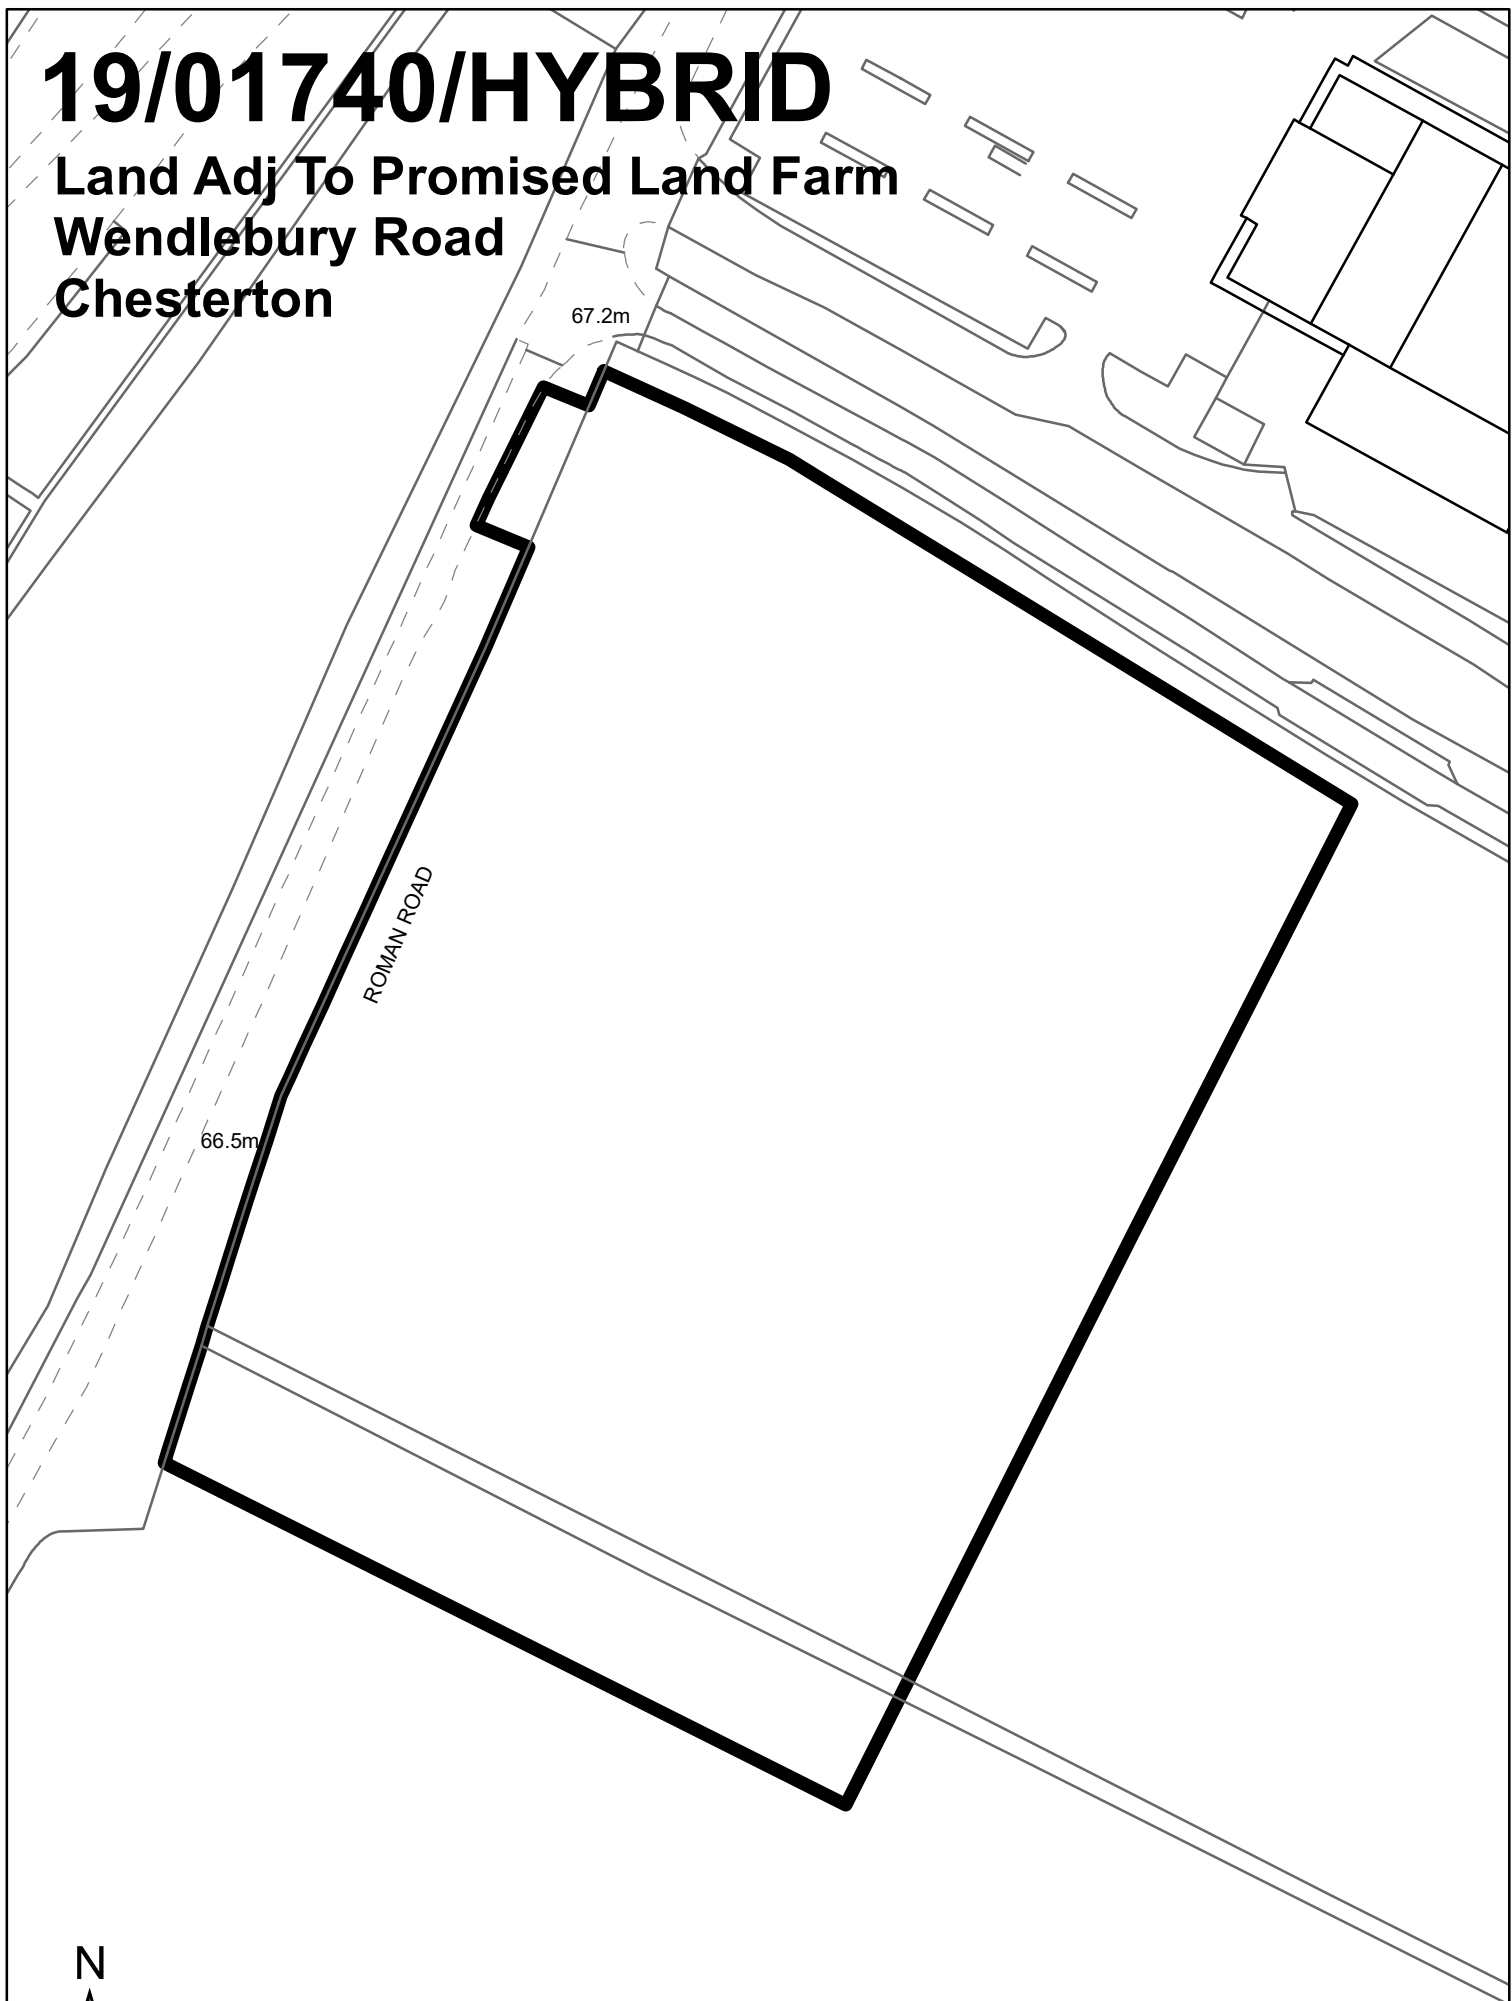 19/01740/HYBRID
Land Adj To Promised Land Farm
Wendlebury Road
Chesterton
67.2m
ROMAN ROAD
66.5m
N